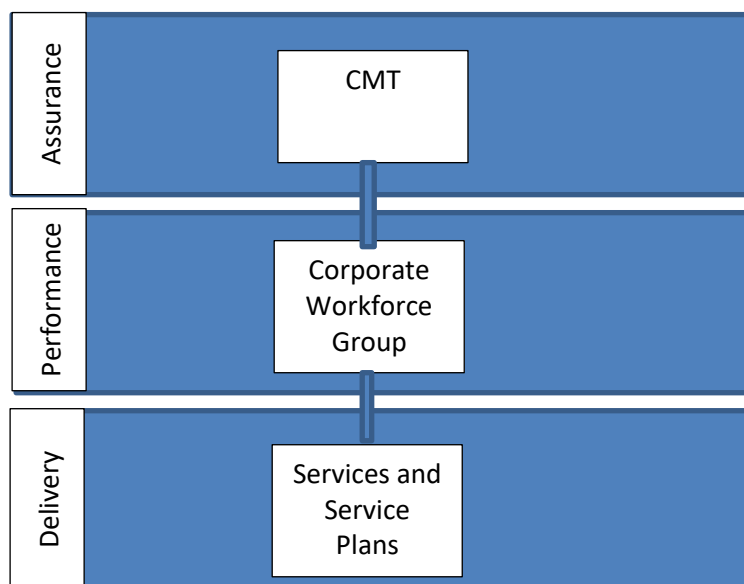 Assurance
CMT
Performance
Corporate
Workforce
Group
Delivery
Services and
Service
Plans